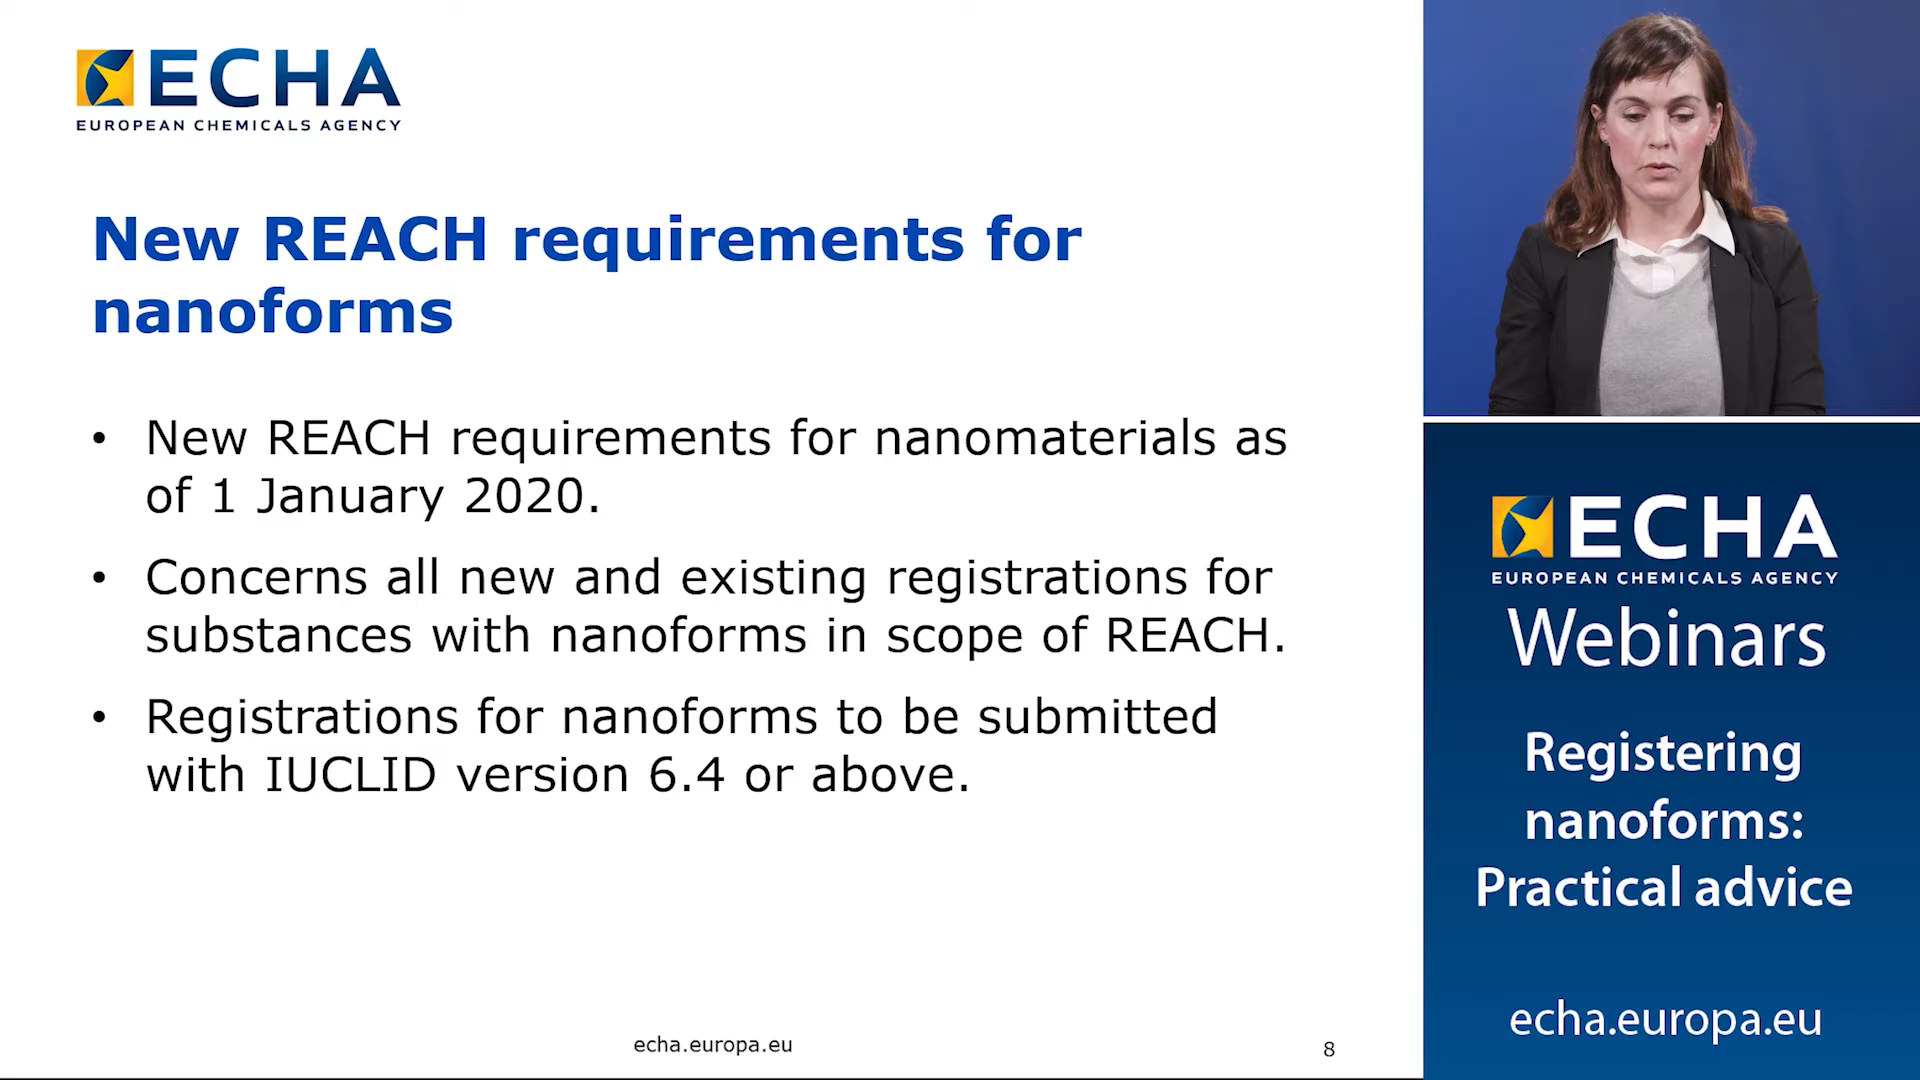 ECHA
EUROPEAN CHEMICALS AGENCY
New REACH requirements for
nanoforms
• New REACH requirements for nanomaterials as
of 1 January 2020.
• Concerns all new and existing registrations for
substances with nanoforms in scope of REACH.
• Registrations for nanoforms to be submitted
with IUCLID version 6.4 or above.
echa.europa.eu
8
ECHA
EUROPEAN CHEMICALS AGENCY
Webinars
Registering
nanoforms:
Practical advice
echa.europa.eu